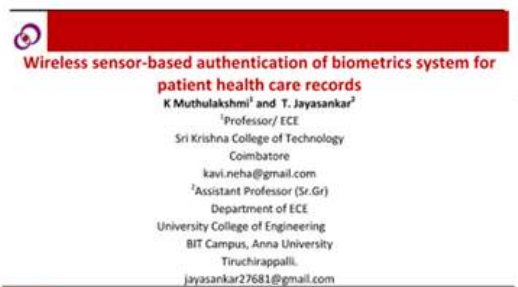 Wireless sensor-based authentication of biometrics system for
patient health care records
K Muthulakshmi¹ and T. Jayasankar²
¹Professor/ ECE
Sri Krishna College of Technology
Coimbatore
kavi.neha@gmail.com
²Assistant Professor (Sr.Gr)
Department of ECE
University College of Engineering
BIT Campus, Anna University
Tiruchirappalli.
jayasankar27681@gmail.com